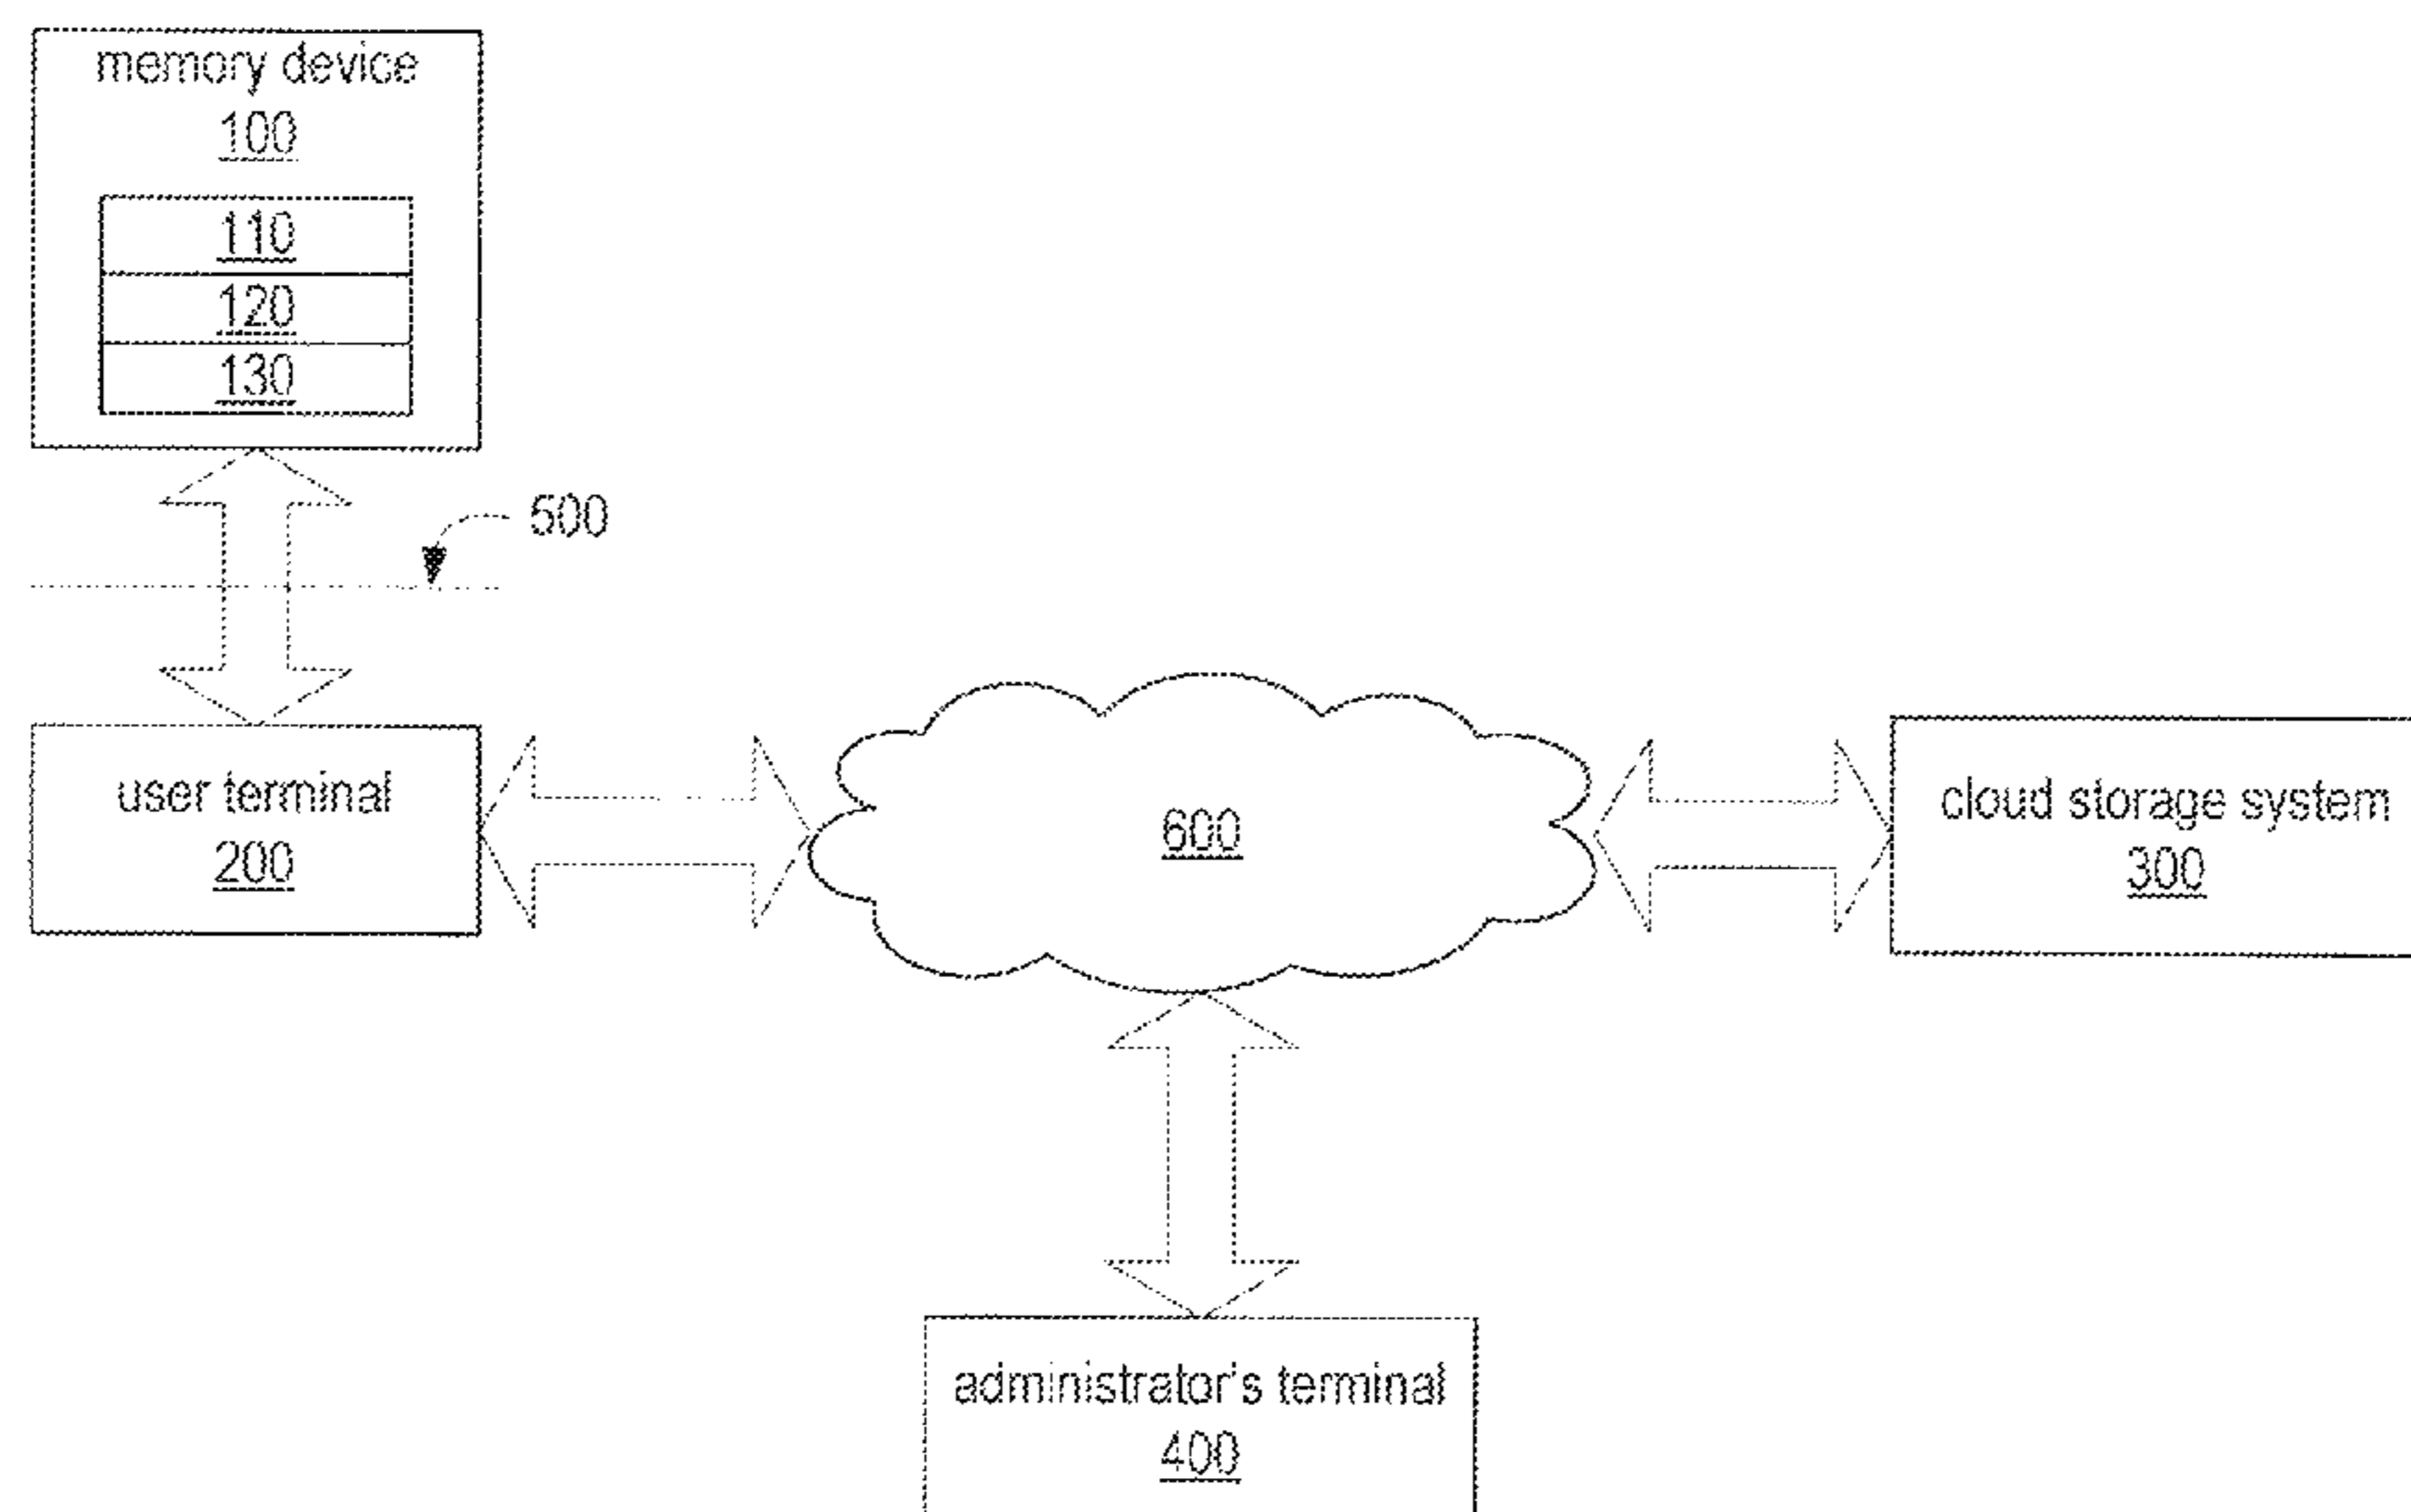 memory device
100
110
120
130
500
user terminal
200
600
cloud storage system
300
administrator's terminal
400